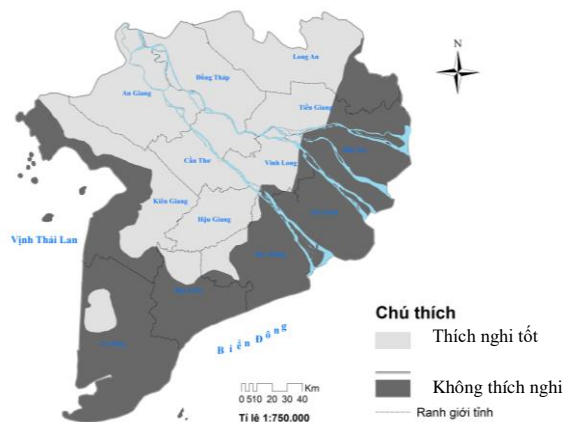 Long An
N
Đồng Tháp
An Giang
Tiền Giang
Cần Thơ
Vĩnh Long
Kiên Giang
Hậu Giang
Vịnh Thái Lan
Biển Đông
Chú thích
Thích nghi tốt
Không thích nghi
Ranh giới tỉnh
Km
0 5 10 20 30 40
Tỉ lệ 1:750.000